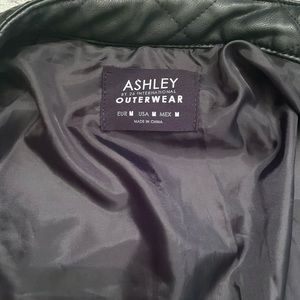 ASHLEY
BY 26 INTERNATIONAL
OUTERWEAR
EUR M USA M MEX M
MADE IN CHINA